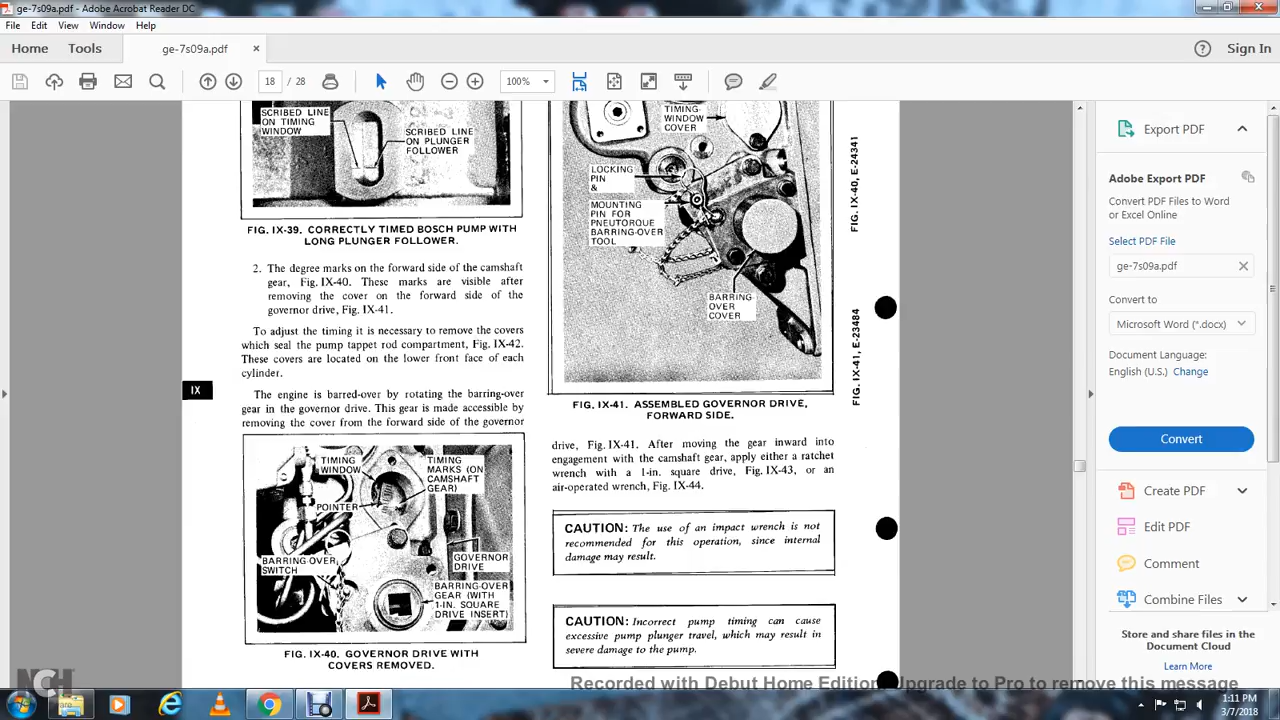 ge-7s09a.pdf - Adobe Acrobat Reader DC
File Edit View Window Help
Home Tools ge-7s09a.pdf × Sign In
18 / 28 100%
SCRIBED LINE
ON TIMING
WINDOW
SCRIBED LINE
ON PLUNGER
FOLLOWER
FIG. IX-39. CORRECTLY TIMED BOSCH PUMP WITH
LONG PLUNGER FOLLOWER.
2. The degree marks on the forward side of the camshaft
gear, Fig. IX-40. These marks are visible after
removing the cover on the forward side of the
governor drive, Fig. IX-41.
To adjust the timing it is necessary to remove the covers
which seal the pump tappet rod compartment, Fig. IX-42.
These covers are located on the lower front face of each
cylinder.
IX
The engine is barred-over by rotating the barring-over
gear in the governor drive. This gear is made accessible by
removing the cover from the forward side of the governor
TIMING
WINDOW
TIMING
MARKS (ON
CAMSHAFT
GEAR)
POINTER
BARRING-OVER
SWITCH
GOVERNOR
DRIVE
BARRING-OVER
GEAR (WITH
1-IN. SQUARE
DRIVE INSERT)
FIG. IX-40. GOVERNOR DRIVE WITH
COVERS REMOVED.
TIMING
WINDOW
COVER
LOCKING
PIN
&
MOUNTING
PIN FOR
PNEUTORQUE
BARRING-OVER
TOOL
BARRING-
OVER
COVER
FIG. IX-40, E-24341
FIG. IX-41, E-23484
FIG. IX-41. ASSEMBLED GOVERNOR DRIVE,
FORWARD SIDE.
drive, Fig. IX-41. After moving the gear inward into
engagement with the camshaft gear, apply either a ratchet
wrench with a 1-in. square drive, Fig. IX-43, or an
air-operated wrench, Fig. IX-44.
CAUTION: The use of an impact wrench is not
recommended for this operation, since internal
damage may result.
CAUTION: Incorrect pump timing can cause
excessive pump plunger travel, which may result in
severe damage to the pump.
Export PDF
Adobe Export PDF
Convert PDF Files to Word
or Excel Online
Select PDF File
ge-7s09a.pdf
Convert to
Microsoft Word (*.docx)
Document Language:
English (U.S.) Change
Convert
Create PDF
Edit PDF
Comment
Combine Files
Store and share files in the
Document Cloud
Learn More
NCH
Recorded with Debut Home Edition. Upgrade to Pro to remove this message
1:11 PM
3/7/2018